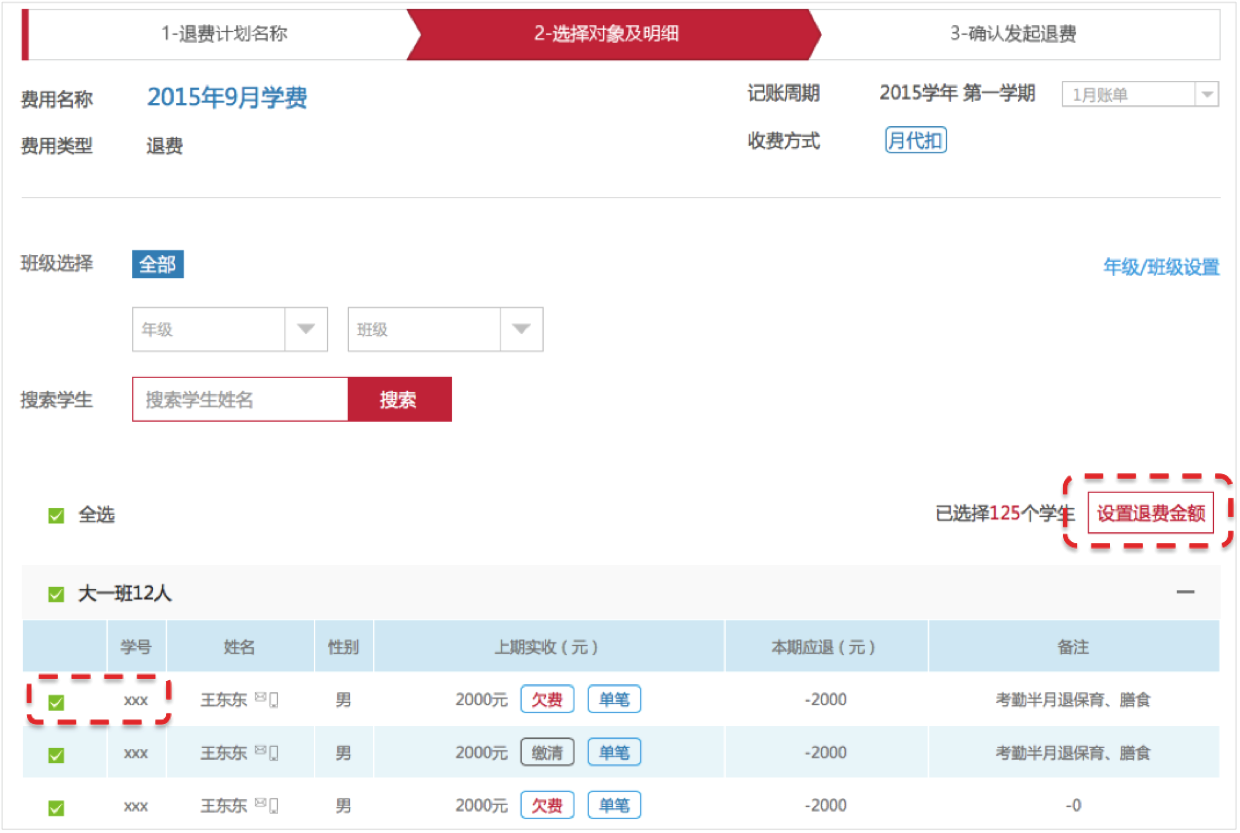 1-退费计划名称 2-选择对象及明细 3-确认发起退费
费用名称 2015年9月学费 记账周期 2015学年 第一学期 1月账单
费用类型 退费 收费方式 月代扣
班级选择 全部 年级/班级设置
年级 班级
搜索学生 搜索学生姓名 搜索
全选 已选择125个学生 设置退费金额
大一班12人
学号 姓名 性别 上期实收（元） 本期应退（元） 备注
xxx 王东东 男 2000元 欠费 单笔 -2000 考勤半月退保育、膳食
xxx 王东东 男 2000元 缴清 单笔 -2000 考勤半月退保育、膳食
xxx 王东东 男 2000元 欠费 单笔 -2000 -0